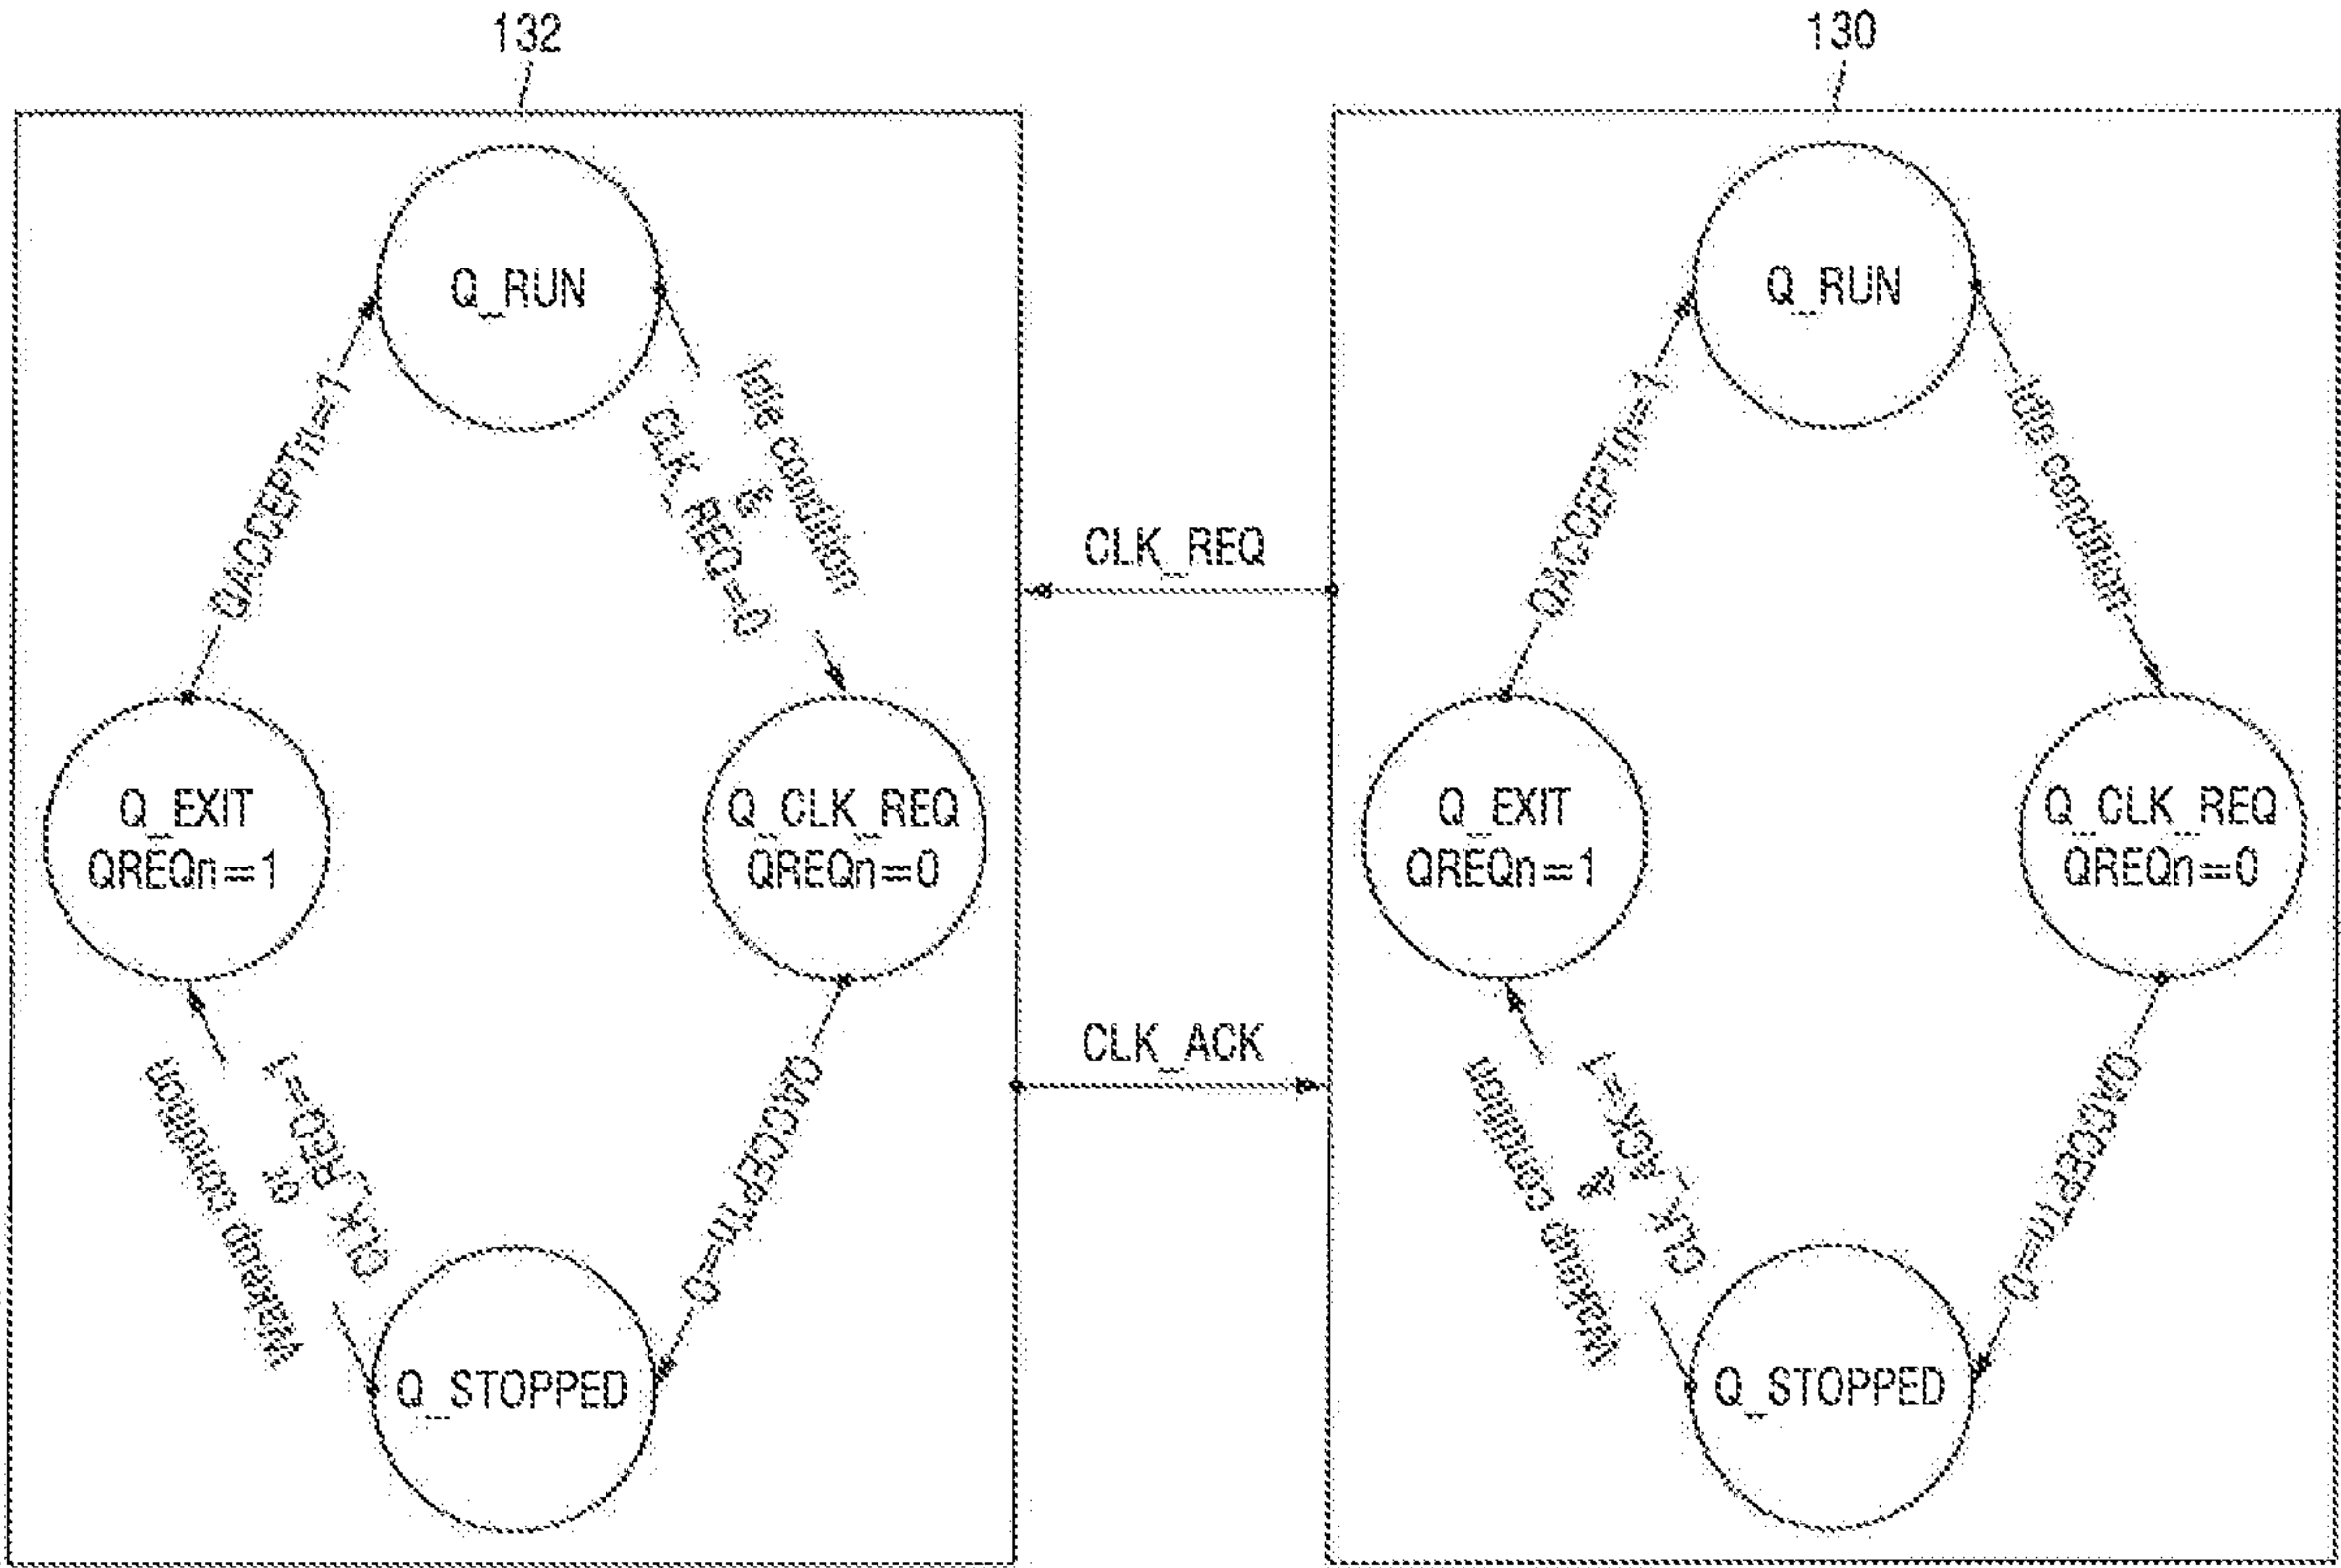 132
Q_RUN
QACCEPTn=1
Idle condition
&
CLK_REQ=0
Q_EXIT
QREQn=1
Q_CLK_REQ
QREQn=0
Wakeup condition
or
CLK_REQ=1
QACCEPTn=0
Q_STOPPED
CLK_REQ
CLK_ACK
130
Q_RUN
QACCEPTn=1
Idle condition
Q_EXIT
QREQn=1
Q_CLK_REQ
QREQn=0
Wakeup condition
&
CLK_ACK=1
QACCEPTn=0
Q_STOPPED